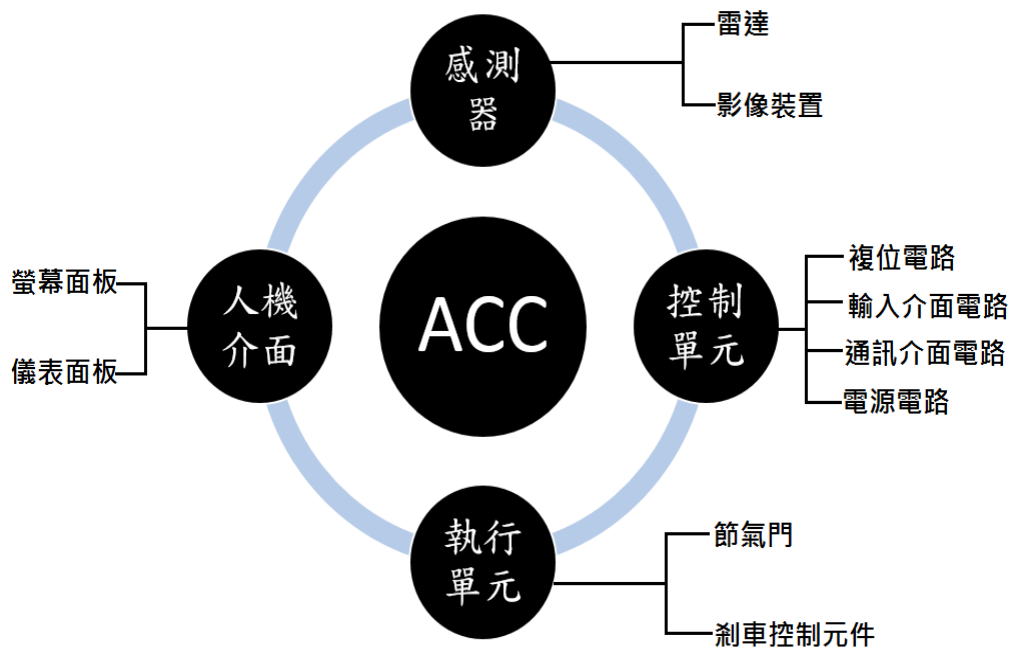 感測
器
雷達
影像裝置
ACC
控制
單元
複位電路
輸入介面電路
通訊介面電路
電源電路
執行
單元
節氣門
剎車控制元件
人機
介面
螢幕面板
儀表面板